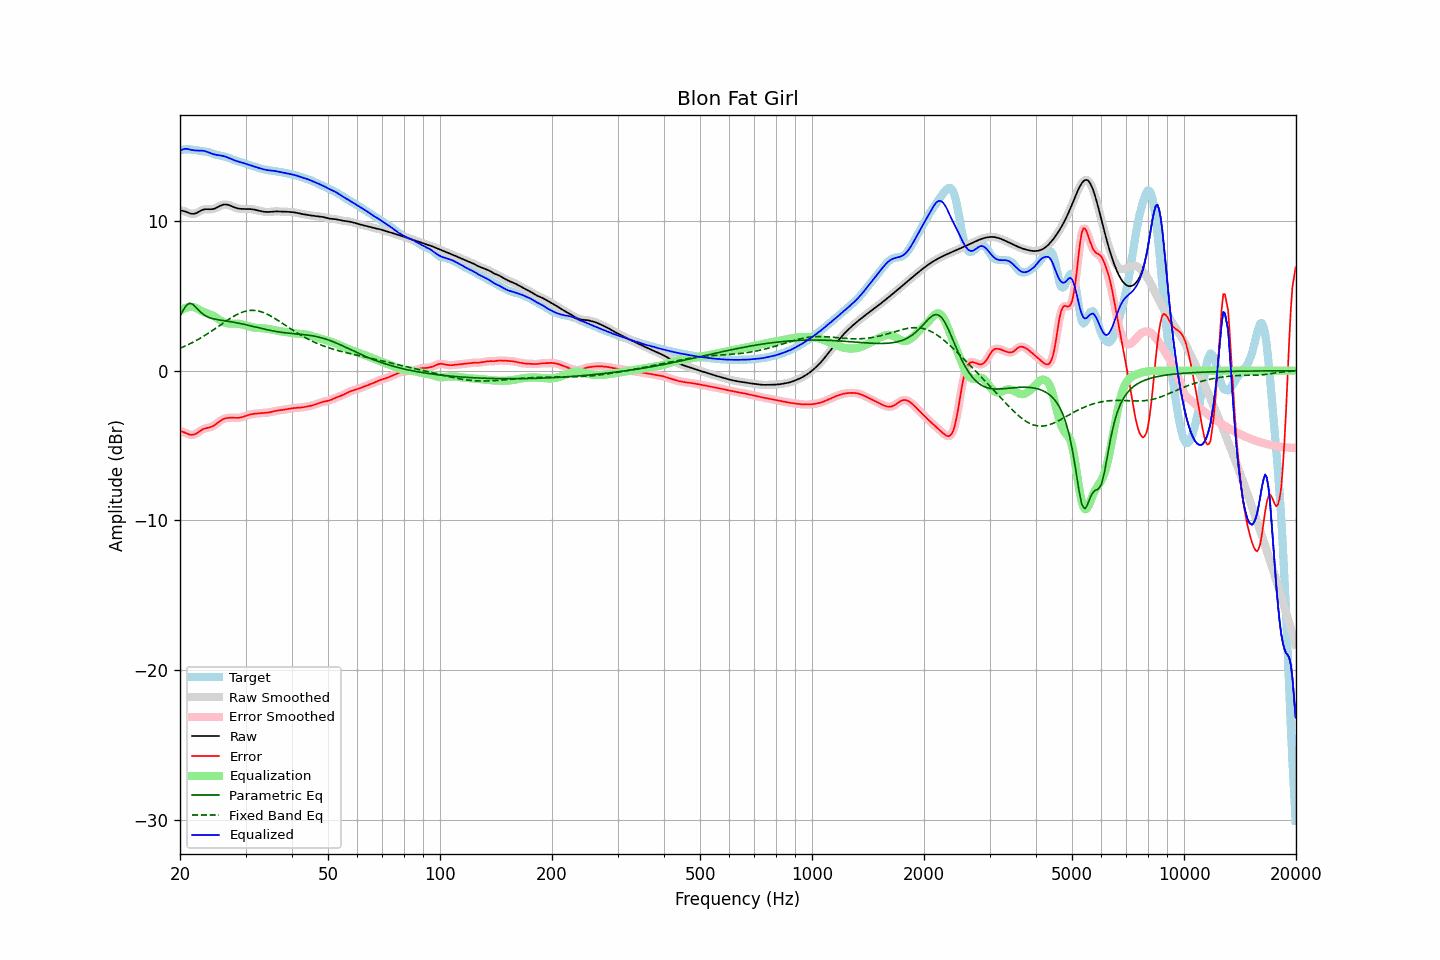 Blon Fat Girl
Amplitude (dBr)
10
0
−10
−20
−30
Target
Raw Smoothed
Error Smoothed
Raw
Error
Equalization
Parametric Eq
Fixed Band Eq
Equalized
20 50 100 200 500 1000 2000 5000 10000 20000
Frequency (Hz)